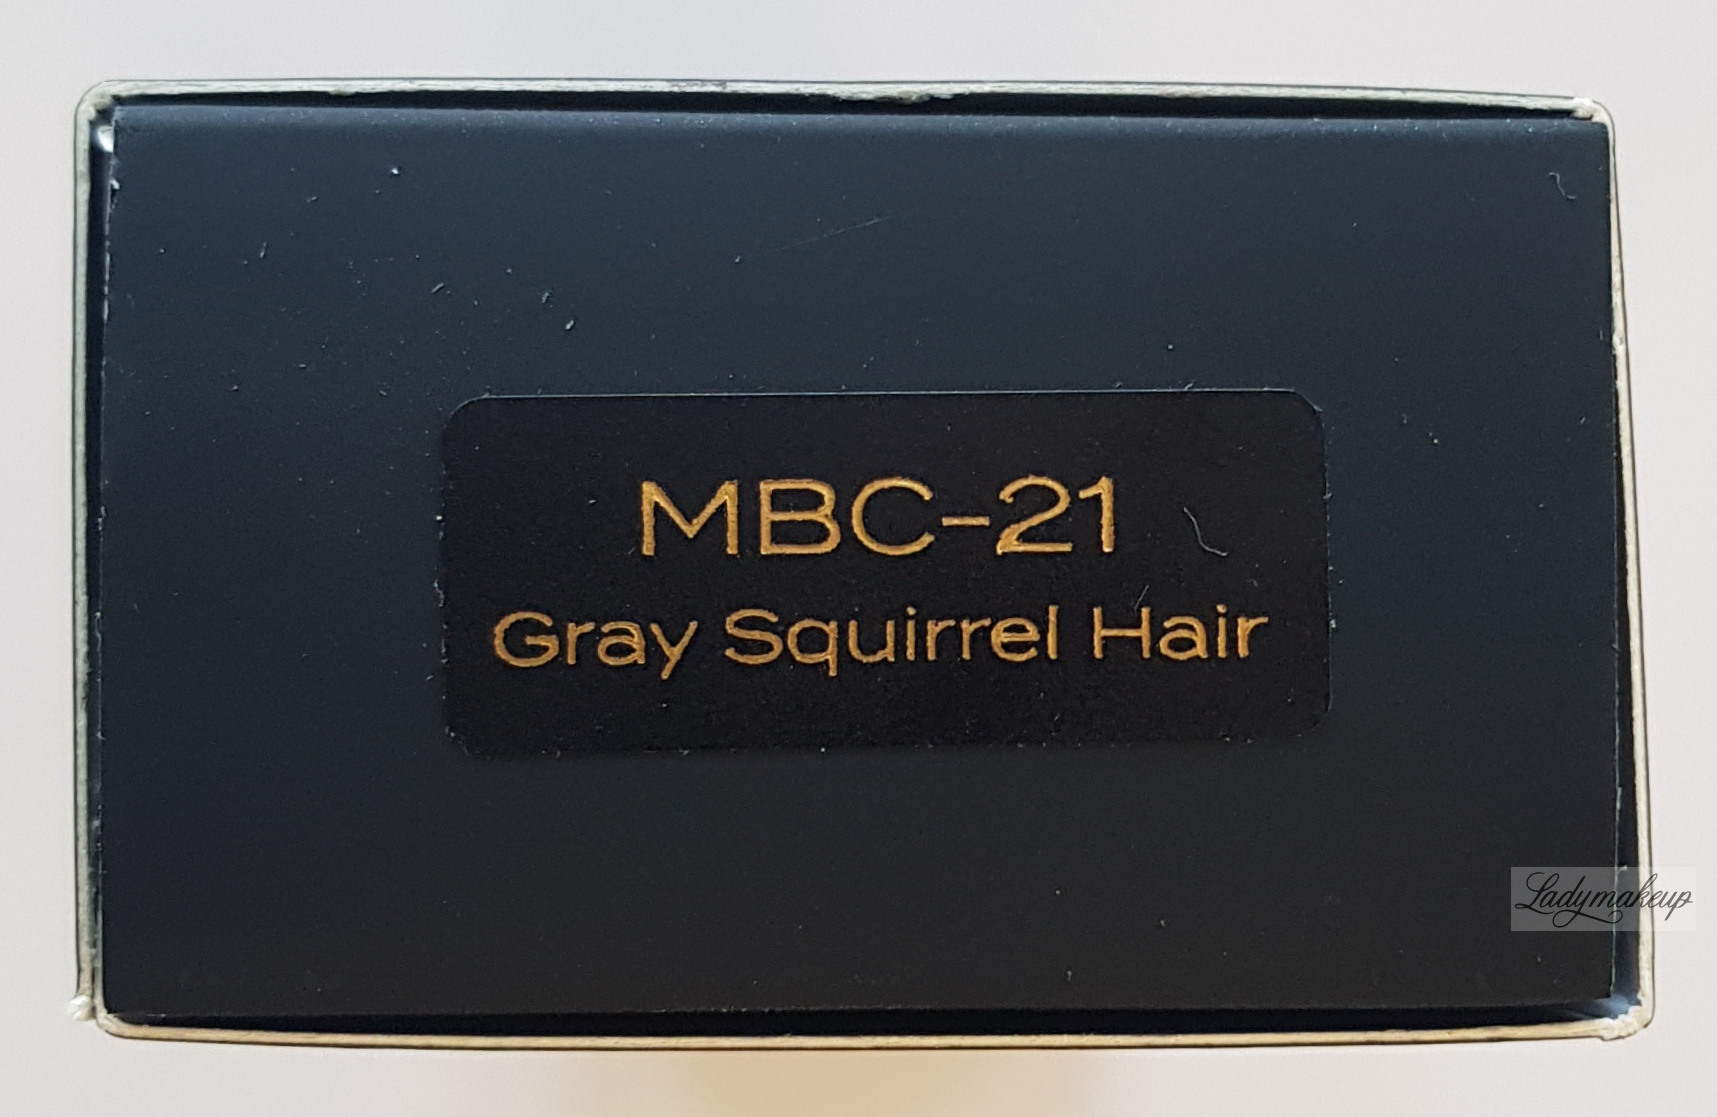 MBC-21
Gray Squirrel Hair
Ladymakeup